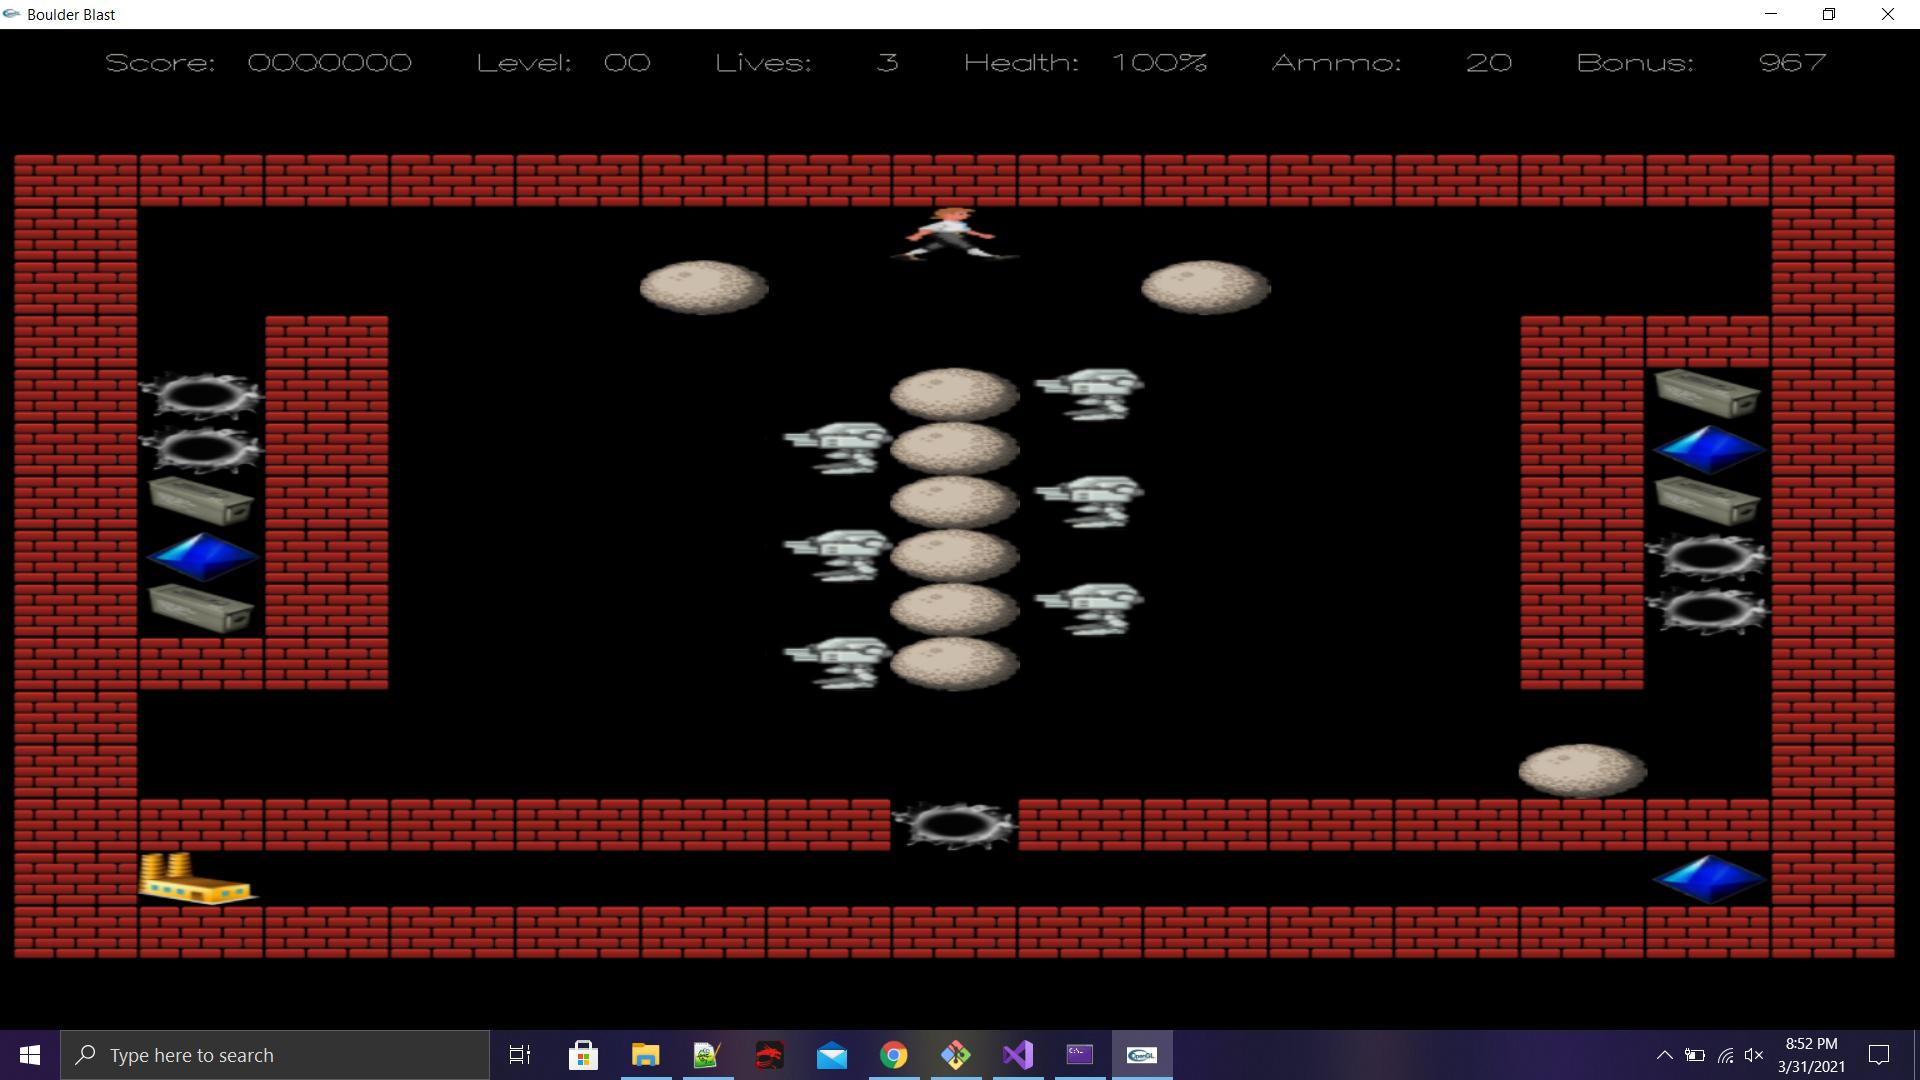 Boulder Blast
Score: 0000000 Level: 00 Lives: 3 Health: 100% Ammo: 20 Bonus: 967
Type here to search
C:\.
OpenGL
8:52 PM
3/31/2021